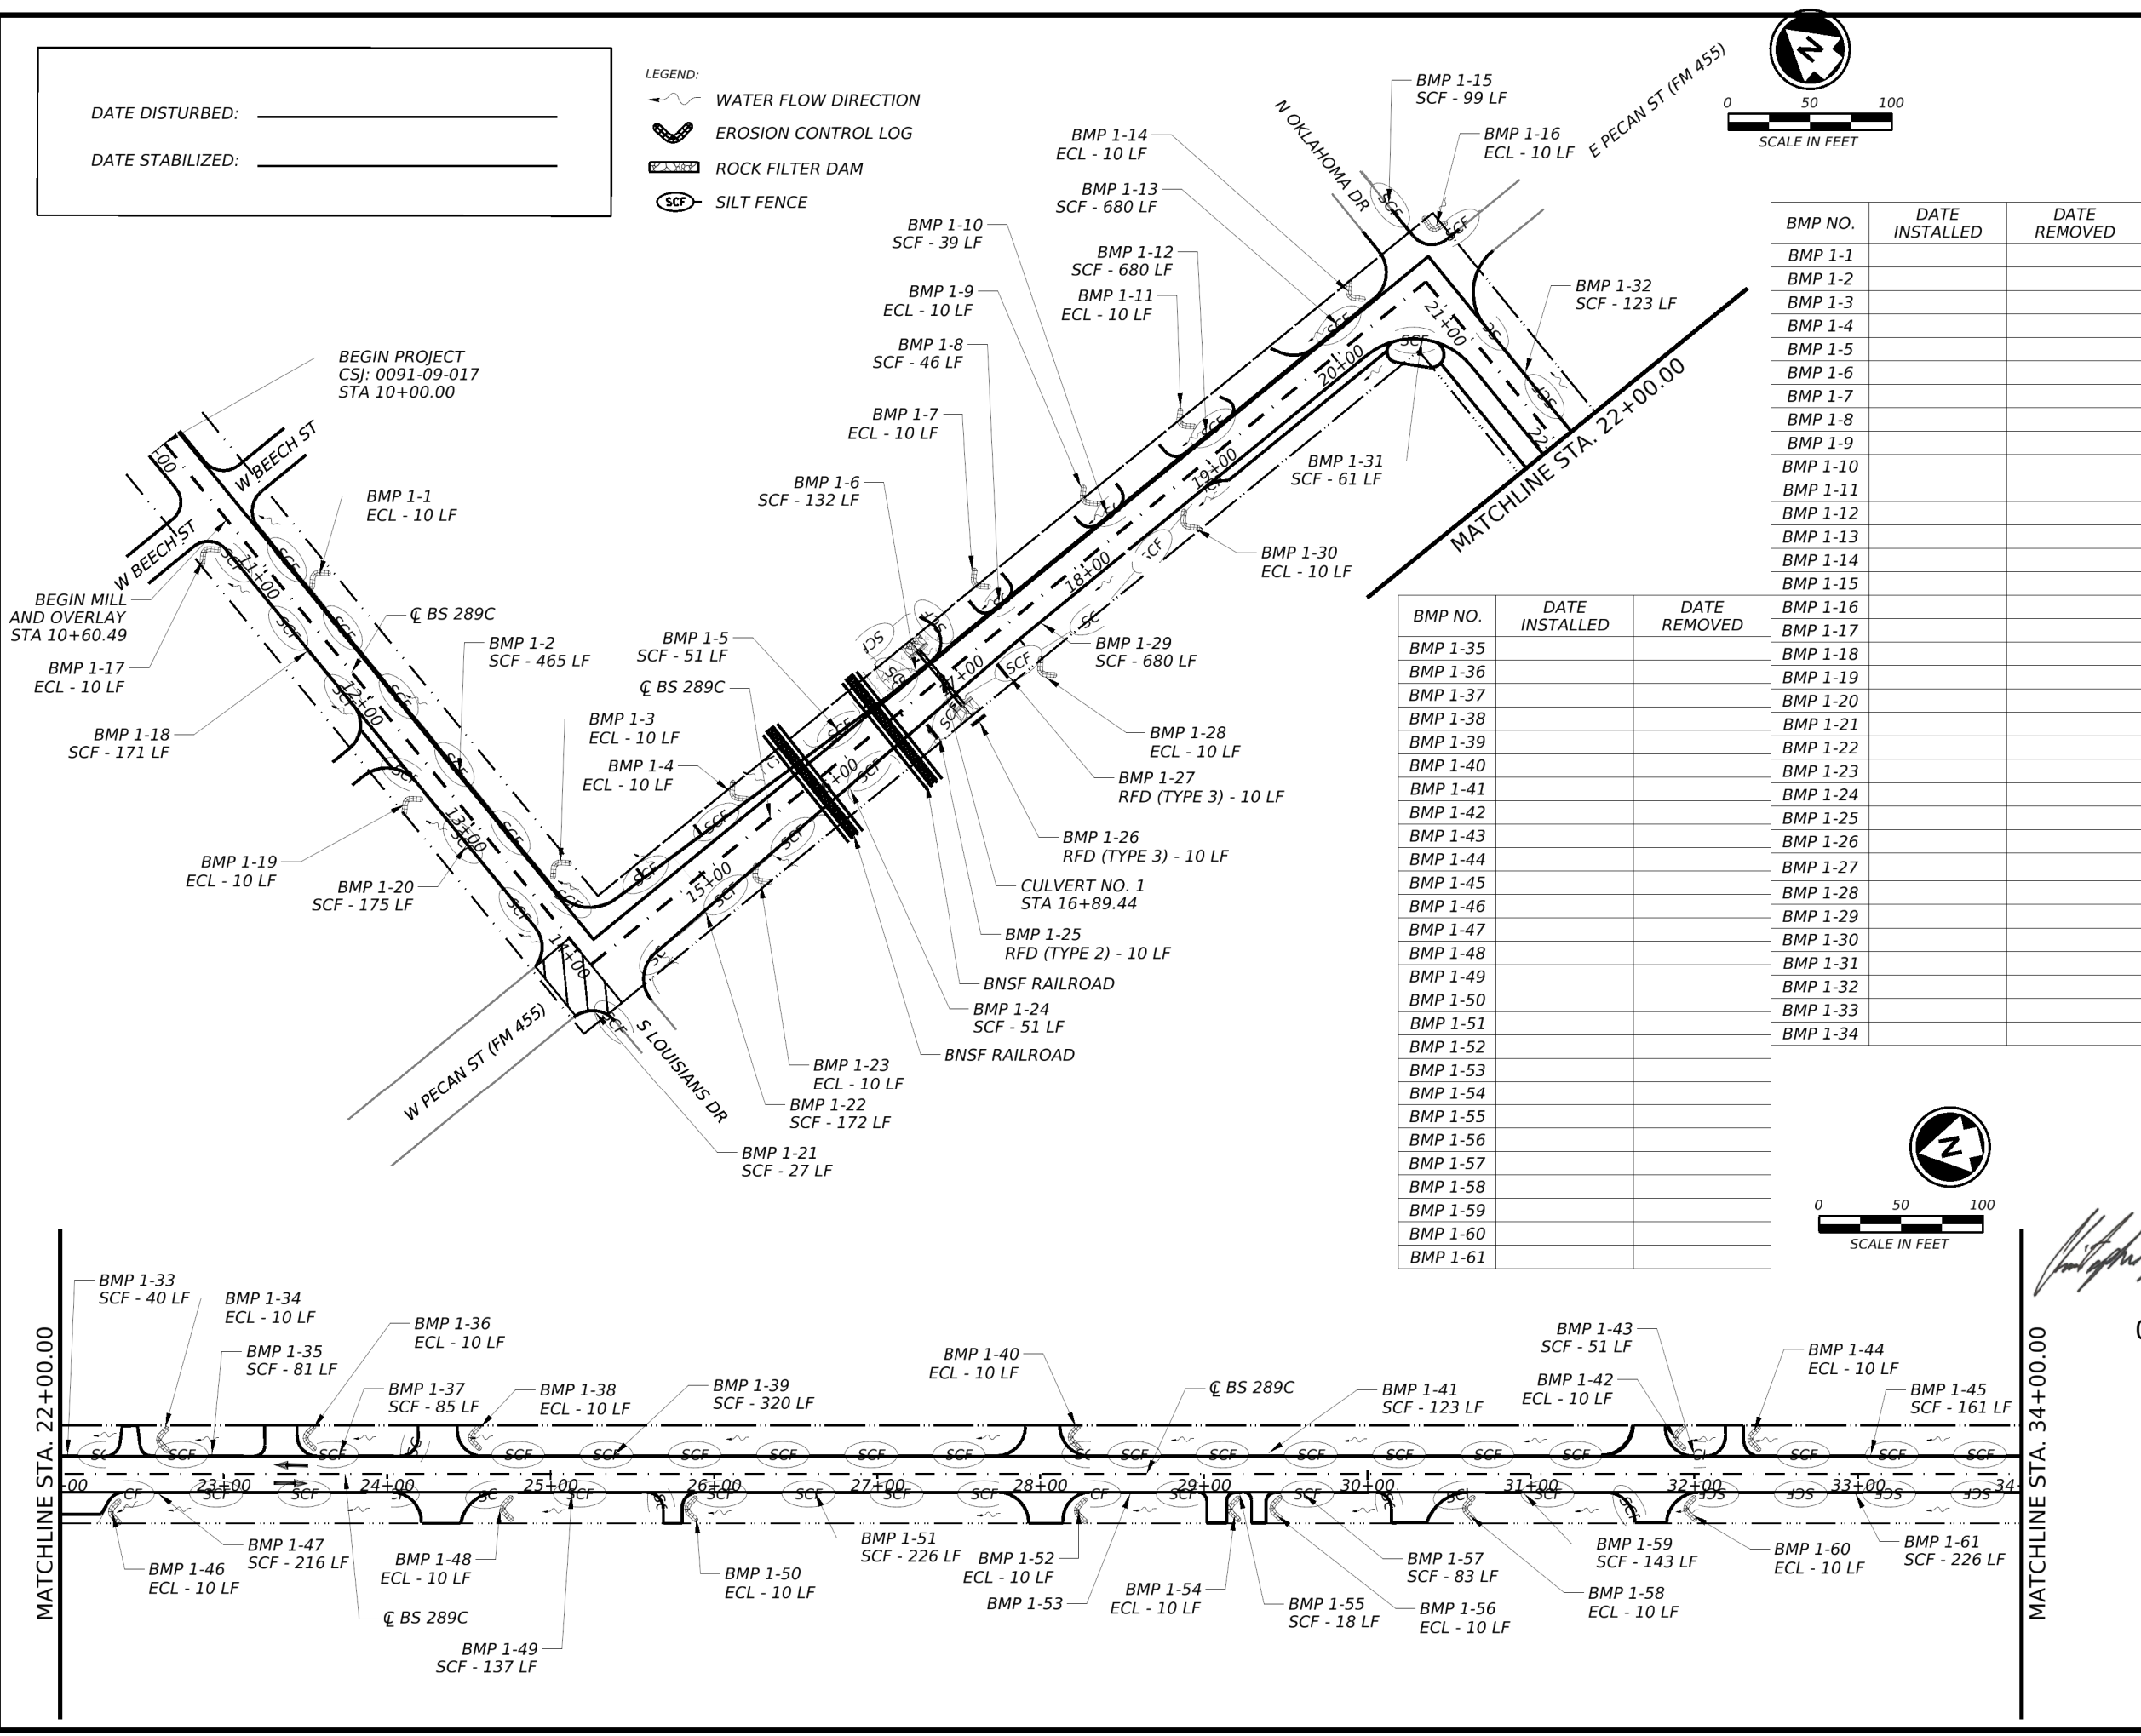 DATE DISTURBED:
DATE STABILIZED:
LEGEND:
WATER FLOW DIRECTION
EROSION CONTROL LOG
ROCK FILTER DAM
SCF SILT FENCE
N
0 50 100
SCALE IN FEET
E PECAN ST (FM 455)
N OKLAHOMA DR
BMP 1-15
SCF - 99 LF
BMP 1-16
ECL - 10 LF
BMP 1-14
ECL - 10 LF
BMP 1-13
SCF - 680 LF
BMP 1-10
SCF - 39 LF
BMP 1-12
SCF - 680 LF
BMP 1-9
ECL - 10 LF
BMP 1-11
ECL - 10 LF
BMP 1-32
SCF - 123 LF
BMP 1-8
SCF - 46 LF
BMP 1-7
ECL - 10 LF
BMP 1-6
SCF - 132 LF
BMP 1-31
SCF - 61 LF
MATCHLINE STA. 22+00.00
BEGIN PROJECT
CSJ: 0091-09-017
STA 10+00.00
W BEECH ST
W BEECH ST
BMP 1-1
ECL - 10 LF
BEGIN MILL
AND OVERLAY
STA 10+60.49
BMP 1-17
ECL - 10 LF
℄ BS 289C
BMP 1-2
SCF - 465 LF
BMP 1-5
SCF - 51 LF
℄ BS 289C
BMP 1-3
ECL - 10 LF
BMP 1-4
ECL - 10 LF
BMP 1-18
SCF - 171 LF
BMP 1-19
ECL - 10 LF
BMP 1-20
SCF - 175 LF
BMP 1-30
ECL - 10 LF
BMP 1-29
SCF - 680 LF
BMP 1-28
ECL - 10 LF
BMP 1-27
RFD (TYPE 3) - 10 LF
BMP 1-26
RFD (TYPE 3) - 10 LF
CULVERT NO. 1
STA 16+89.44
BMP 1-25
RFD (TYPE 2) - 10 LF
BNSF RAILROAD
BMP 1-24
SCF - 51 LF
BNSF RAILROAD
BMP 1-23
ECL - 10 LF
BMP 1-22
SCF - 172 LF
BMP 1-21
SCF - 27 LF
W PECAN ST (FM 455)
S LOUISIANS DR
11+00
12+00
13+00
14+00
15+00
18+00
19+00
20+00
21+00
BMP NO. DATE INSTALLED DATE REMOVED
BMP 1-1
BMP 1-2
BMP 1-3
BMP 1-4
BMP 1-5
BMP 1-6
BMP 1-7
BMP 1-8
BMP 1-9
BMP 1-10
BMP 1-11
BMP 1-12
BMP 1-13
BMP 1-14
BMP 1-15
BMP 1-16
BMP 1-17
BMP 1-18
BMP 1-19
BMP 1-20
BMP 1-21
BMP 1-22
BMP 1-23
BMP 1-24
BMP 1-25
BMP 1-26
BMP 1-27
BMP 1-28
BMP 1-29
BMP 1-30
BMP 1-31
BMP 1-32
BMP 1-33
BMP 1-34
BMP NO. DATE INSTALLED DATE REMOVED
BMP 1-35
BMP 1-36
BMP 1-37
BMP 1-38
BMP 1-39
BMP 1-40
BMP 1-41
BMP 1-42
BMP 1-43
BMP 1-44
BMP 1-45
BMP 1-46
BMP 1-47
BMP 1-48
BMP 1-49
BMP 1-50
BMP 1-51
BMP 1-52
BMP 1-53
BMP 1-54
BMP 1-55
BMP 1-56
BMP 1-57
BMP 1-58
BMP 1-59
BMP 1-60
BMP 1-61
N
0 50 100
SCALE IN FEET
MATCHLINE STA. 22+00.00
BMP 1-33
SCF - 40 LF
BMP 1-34
ECL - 10 LF
BMP 1-35
SCF - 81 LF
BMP 1-36
ECL - 10 LF
BMP 1-37
SCF - 85 LF
BMP 1-38
ECL - 10 LF
BMP 1-39
SCF - 320 LF
BMP 1-40
ECL - 10 LF
℄ BS 289C
BMP 1-41
SCF - 123 LF
BMP 1-43
SCF - 51 LF
BMP 1-42
ECL - 10 LF
BMP 1-44
ECL - 10 LF
BMP 1-45
SCF - 161 LF
MATCHLINE STA. 34+00.00
23+00 24+00 25+00 26+00 27+00 28+00 29+00 30+00 31+00 32+00 33+00
BMP 1-46
ECL - 10 LF
BMP 1-47
SCF - 216 LF
BMP 1-48
ECL - 10 LF
℄ BS 289C
BMP 1-49
SCF - 137 LF
BMP 1-50
ECL - 10 LF
BMP 1-51
SCF - 226 LF
BMP 1-52
ECL - 10 LF
BMP 1-53
BMP 1-54
ECL - 10 LF
BMP 1-55
SCF - 18 LF
BMP 1-56
ECL - 10 LF
BMP 1-57
SCF - 83 LF
BMP 1-58
ECL - 10 LF
BMP 1-59
SCF - 143 LF
BMP 1-60
ECL - 10 LF
BMP 1-61
SCF - 226 LF